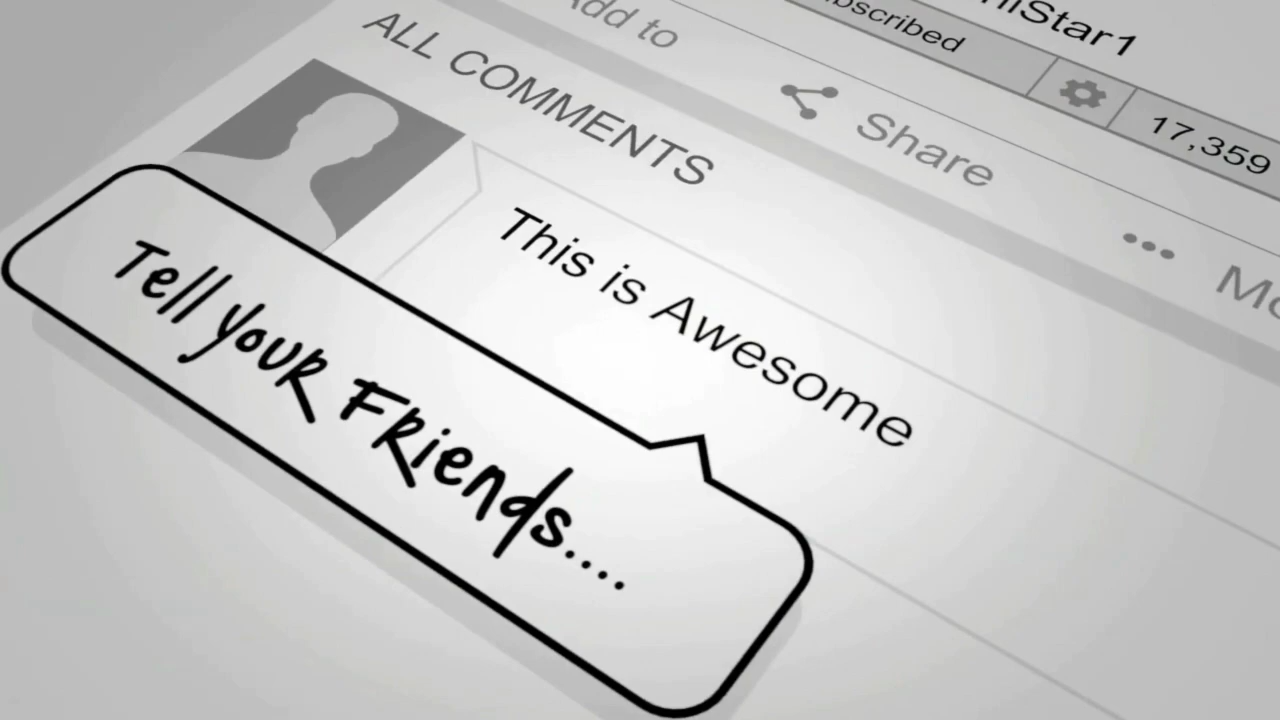 Add to
Share
17,359
ALL COMMENTS
This is Awesome
Tell your Friends....